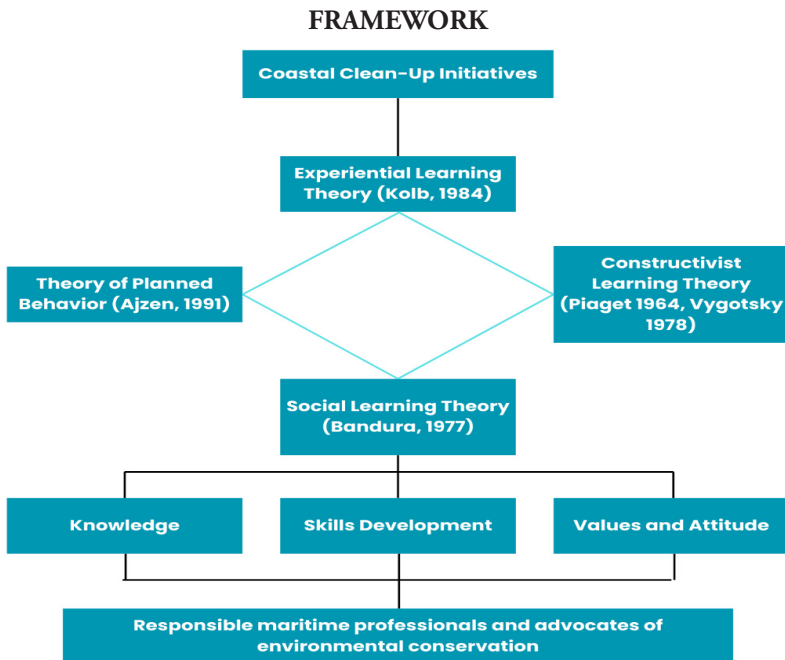 FRAMEWORK
Coastal Clean-Up Initiatives
Experiential Learning
Theory (Kolb, 1984)
Theory of Planned
Behavior (Ajzen, 1991)
Constructivist
Learning Theory
(Piaget 1964, Vygotsky
1978)
Social Learning Theory
(Bandura, 1977)
Knowledge
Skills Development
Values and Attitude
Responsible maritime professionals and advocates of
environmental conservation